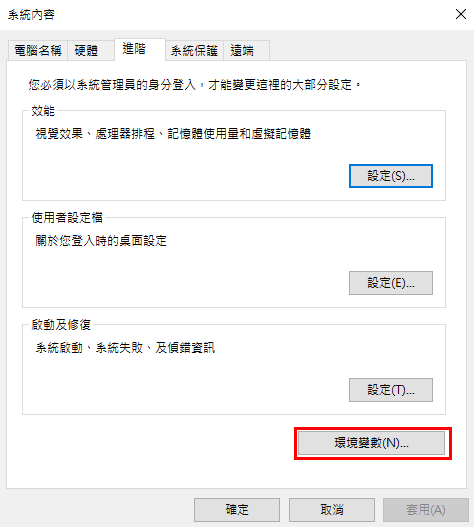 系統內容
電腦名稱 硬體 進階 系統保護 遠端
您必須以系統管理員的身分登入，才能變更這裡的大部分設定。
效能
視覺效果、處理器排程、記憶體使用量和虛擬記憶體
設定(S)...
使用者設定檔
關於您登入時的桌面設定
設定(E)...
啟動及修復
系統啟動、系統失敗、及偵錯資訊
設定(T)...
環境變數(N)...
確定 取消 套用(A)